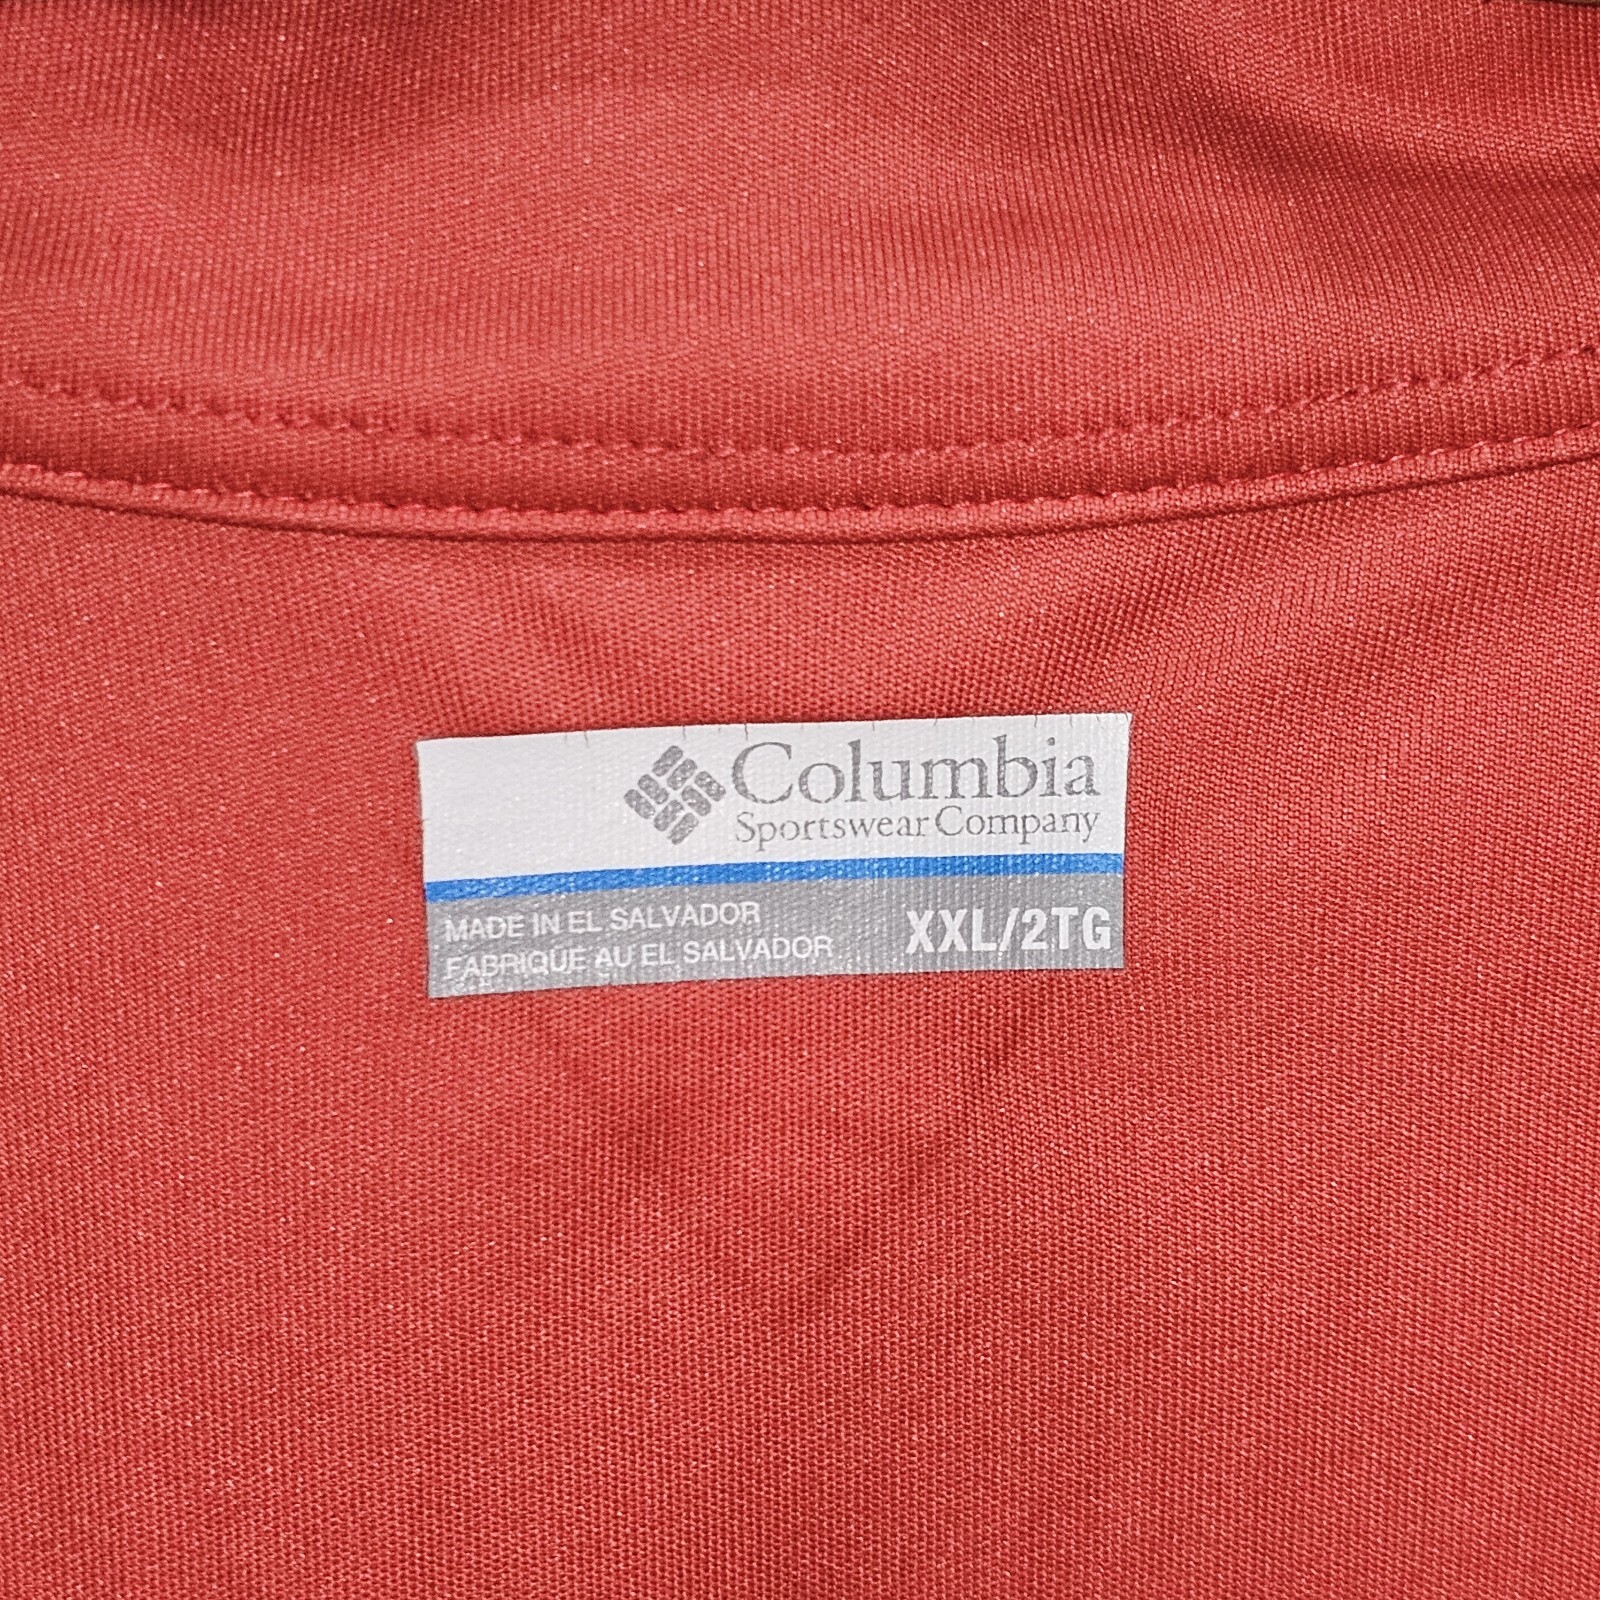 Columbia
Sportswear Company
MADE IN EL SALVADOR
FABRIQUE AU EL SALVADOR
XXL/2TG